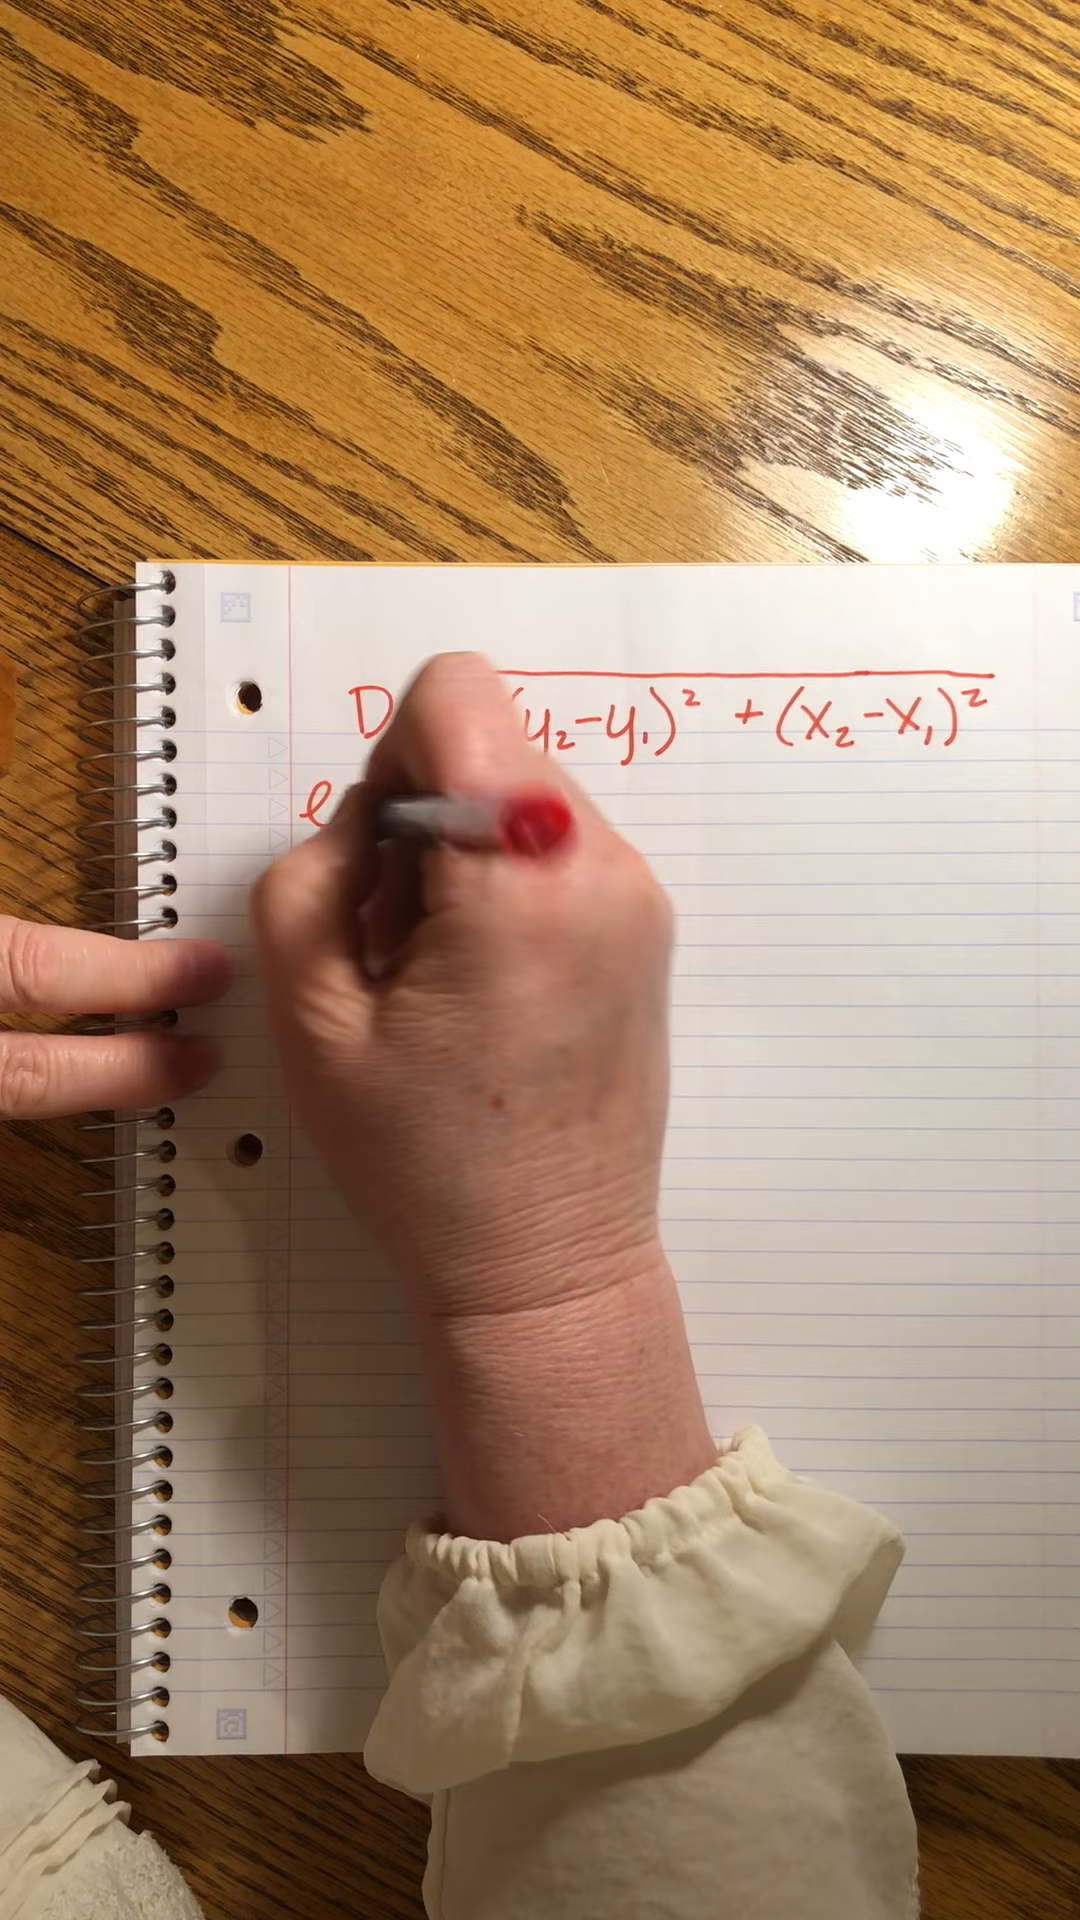 D (y₂-y₁)² + (x₂-x₁)²
e